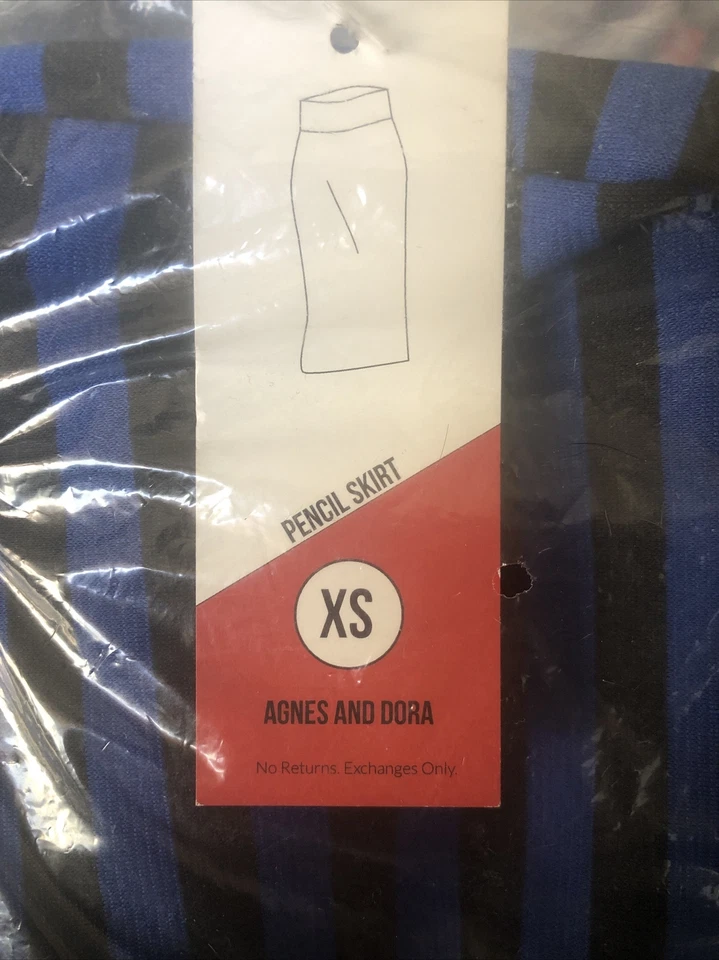 PENCIL SKIRT
XS
AGNES AND DORA
No Returns. Exchanges Only.